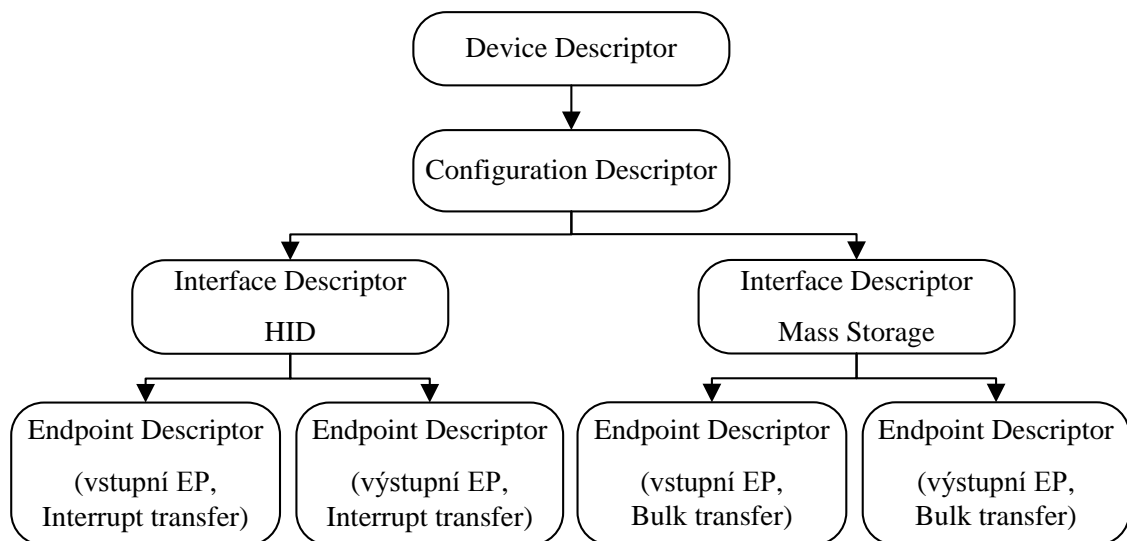 Device Descriptor
Configuration Descriptor
Interface Descriptor
HID
Interface Descriptor
Mass Storage
Endpoint Descriptor
(vstupní EP,
Interrupt transfer)
Endpoint Descriptor
(výstupní EP,
Interrupt transfer)
Endpoint Descriptor
(vstupní EP,
Bulk transfer)
Endpoint Descriptor
(výstupní EP,
Bulk transfer)